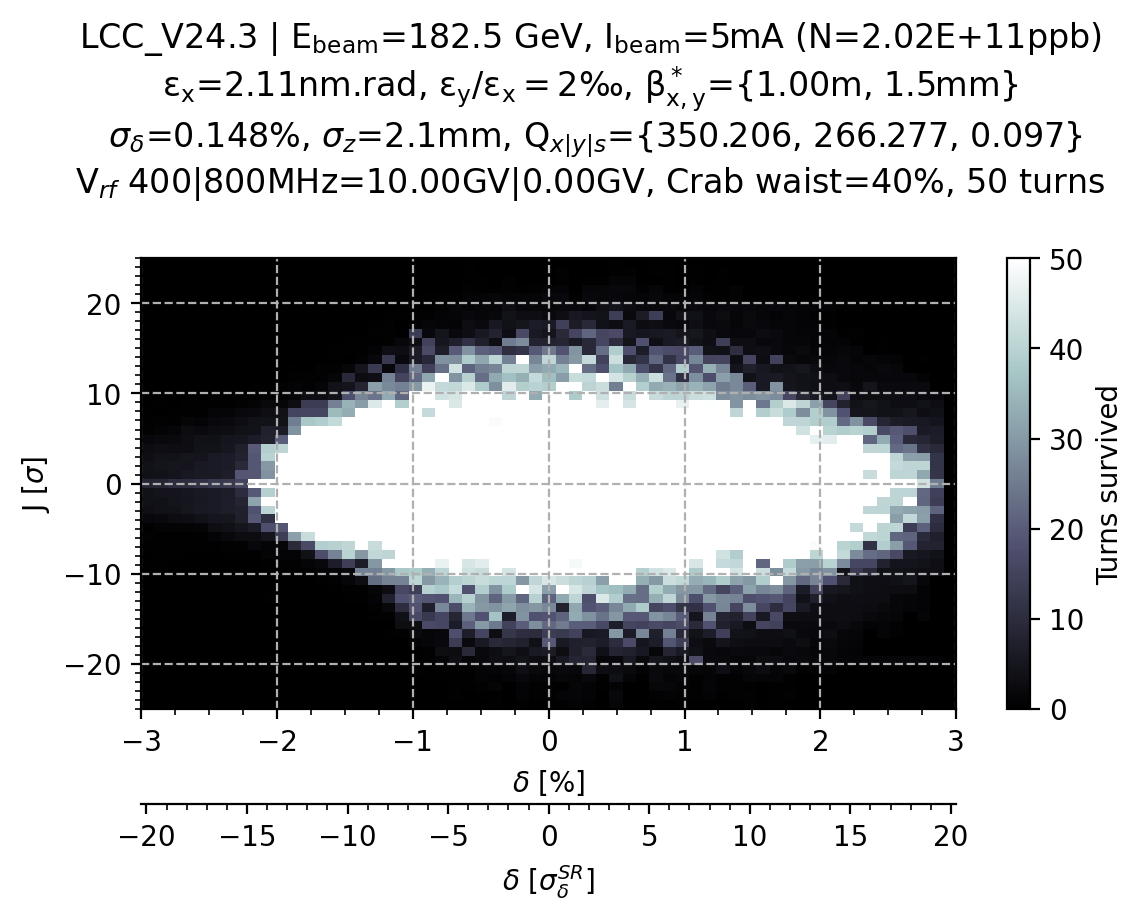 LCC_V24.3 | E_beam=182.5 GeV, I_beam=5mA (N=2.02E+11ppb)
ε_x=2.11nm.rad, ε_y/ε_x = 2‰, β*_x,y={1.00m, 1.5mm}
σ_δ=0.148%, σ_z=2.1mm, Q_x|y|s={350.206, 266.277, 0.097}
V_rf 400|800MHz=10.00GV|0.00GV, Crab waist=40%, 50 turns
20
10
0
−10
−20
J [σ]
−3 −2 −1 0 1 2 3
δ [%]
−20 −15 −10 −5 0 5 10 15 20
δ [σ_δ^SR]
50
40
30
20
10
0
Turns survived